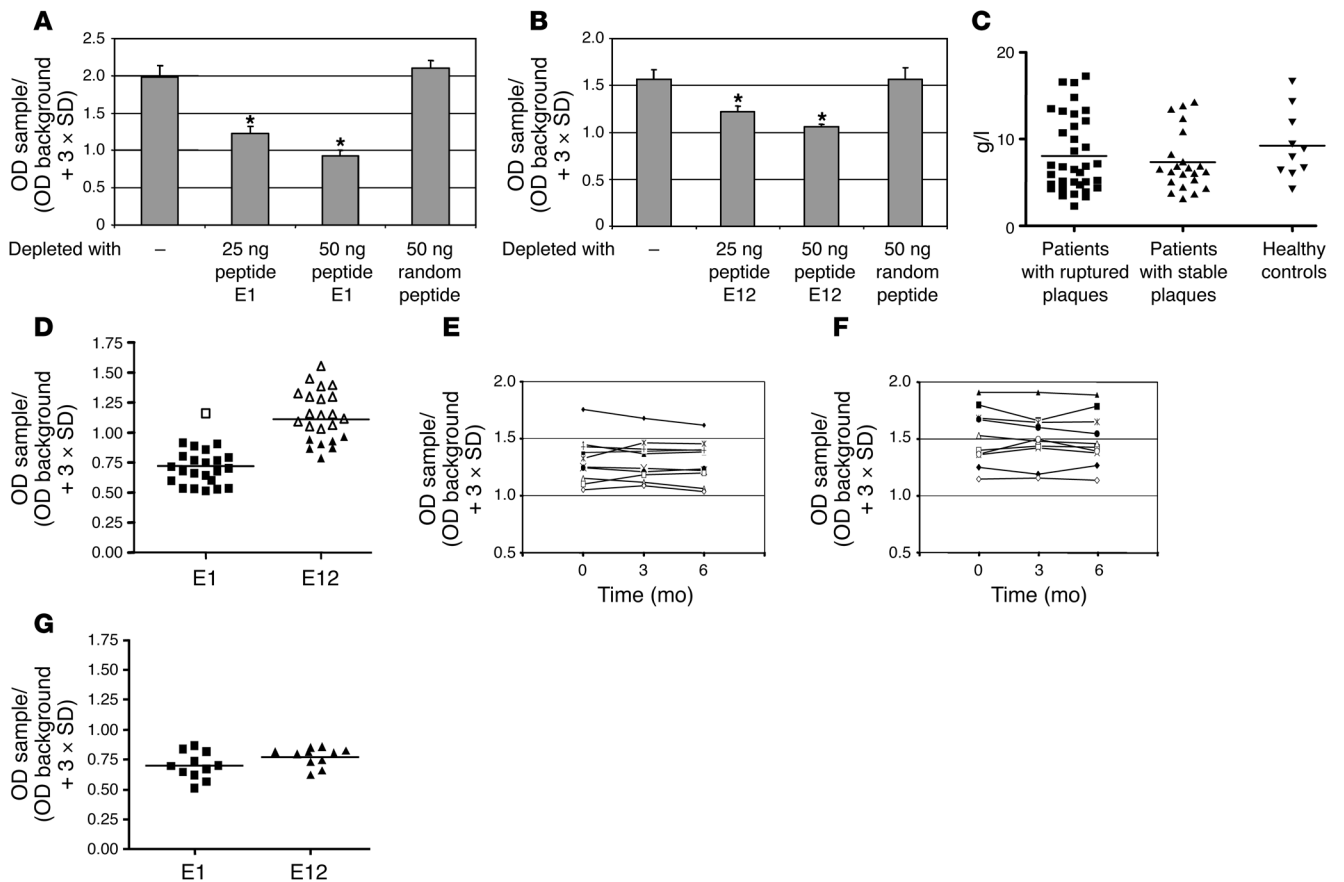 A
OD sample/
(OD background
+ 3 × SD)
2.5
2.0
1.5
1.0
0.5
0
*
*
Depleted with
–
25 ng
peptide
E1
50 ng
peptide
E1
50 ng
random
peptide
B
OD sample/
(OD background
+ 3 × SD)
2.0
1.5
1.0
0.5
0
*
*
Depleted with
–
25 ng
peptide
E12
50 ng
peptide
E12
50 ng
random
peptide
C
g/l
20
10
0
Patients
with ruptured
plaques
Patients
with stable
plaques
Healthy
controls
D
OD sample/
(OD background
+ 3 × SD)
1.75
1.50
1.25
1.00
0.75
0.50
0.25
0.00
E1
E12
E
OD sample/
(OD background
+ 3 × SD)
2.0
1.5
1.0
0.5
0
3
6
Time (mo)
F
OD sample/
(OD background
+ 3 × SD)
2.0
1.5
1.0
0.5
0
3
6
Time (mo)
G
OD sample/
(OD background
+ 3 × SD)
1.75
1.50
1.25
1.00
0.75
0.50
0.25
0.00
E1
E12